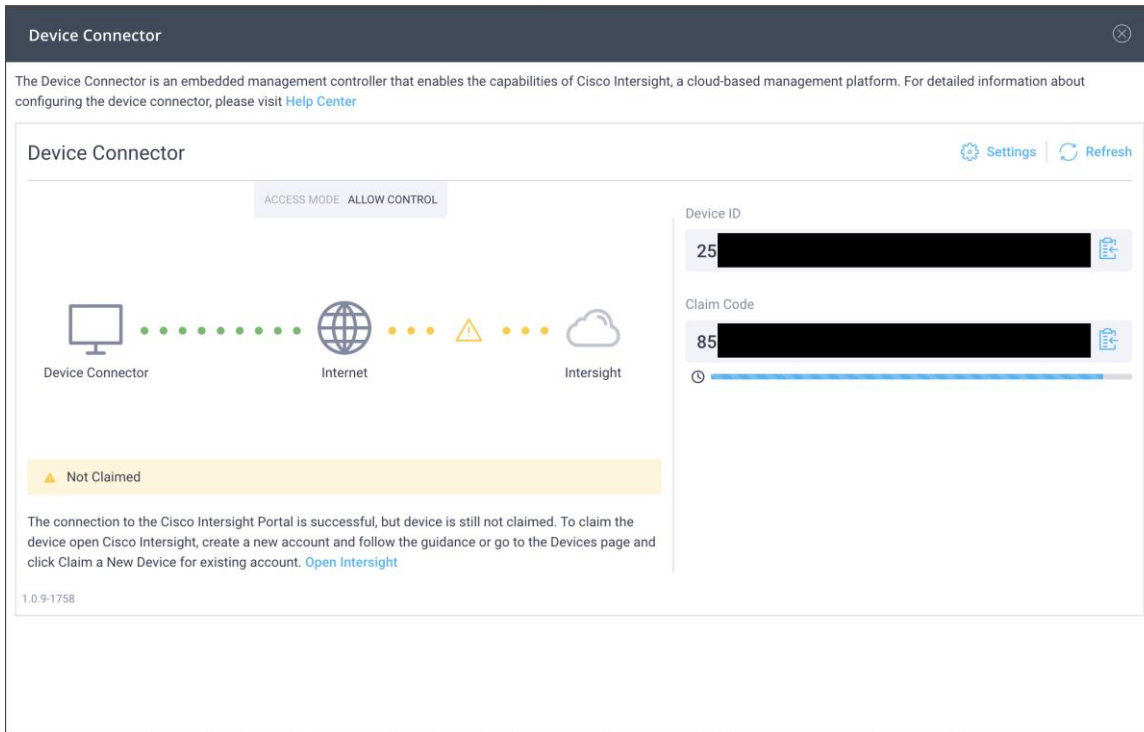 Device Connector
The Device Connector is an embedded management controller that enables the capabilities of Cisco Intersight, a cloud-based management platform. For detailed information about
configuring the device connector, please visit Help Center
Device Connector
Settings
Refresh
ACCESS MODE ALLOW CONTROL
Device Connector
Internet
Intersight
Not Claimed
The connection to the Cisco Intersight Portal is successful, but device is still not claimed. To claim the
device open Cisco Intersight, create a new account and follow the guidance or go to the Devices page and
click Claim a New Device for existing account. Open Intersight
Device ID
25
Claim Code
85
1.0.9-1758